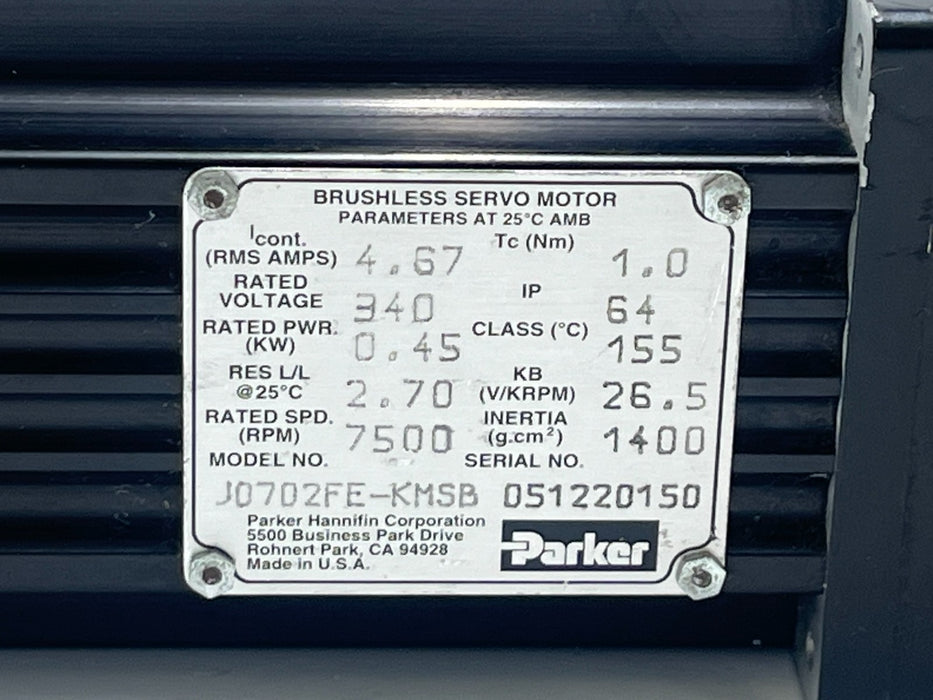 BRUSHLESS SERVO MOTOR
PARAMETERS AT 25°C AMB
Icont. (RMS AMPS) 4.67
Tc (Nm) 1.0
RATED VOLTAGE 340
IP 64
RATED PWR. (KW) 0.45
CLASS (°C) 155
RES L/L @25°C 2.70
KB (V/KRPM) 26.5
RATED SPD. (RPM) 7500
INERTIA (g.cm²) 1400
MODEL NO. SERIAL NO.
J0702FE-KMSB 051220150
Parker Hannifin Corporation
5500 Business Park Drive
Rohnert Park, CA 94928
Made in U.S.A.
Parker